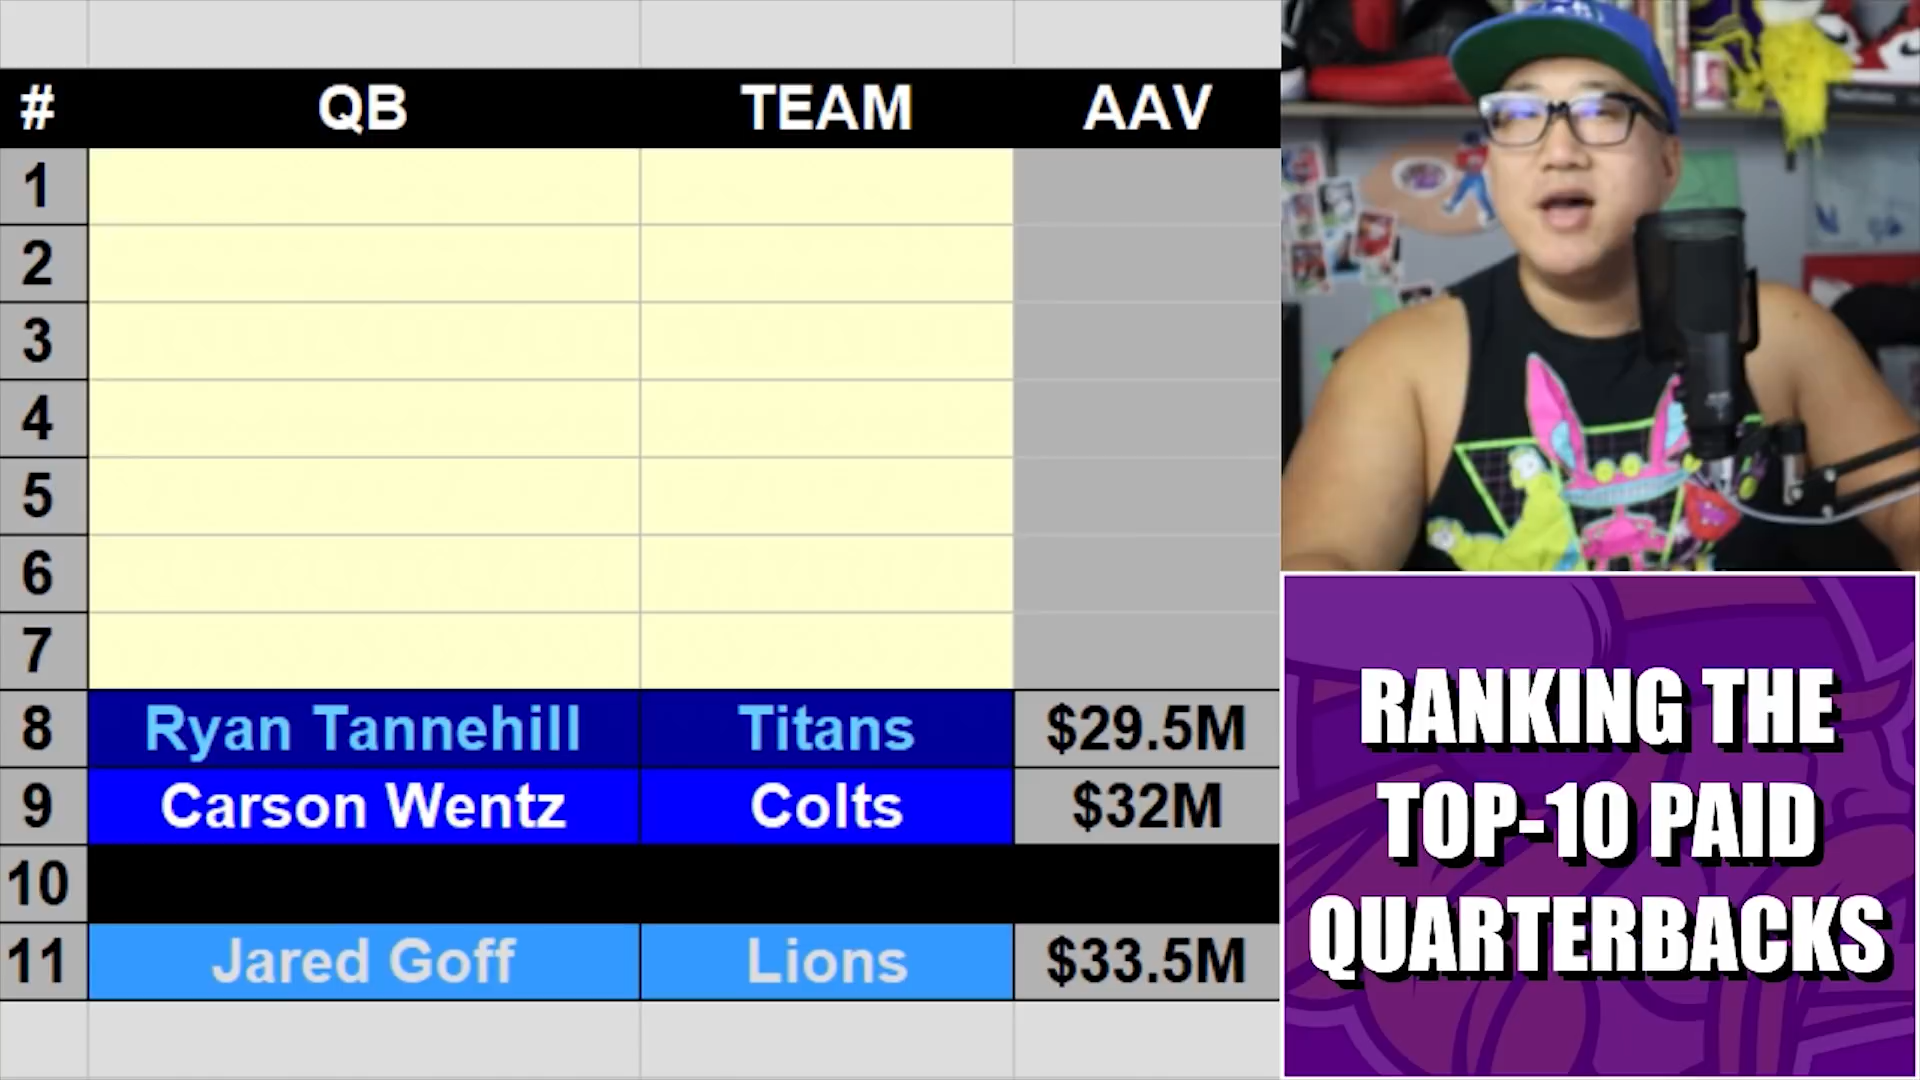 # QB TEAM AAV
1
2
3
4
5
6
7
8 Ryan Tannehill Titans $29.5M
9 Carson Wentz Colts $32M
10
11 Jared Goff Lions $33.5M
RANKING THE
TOP-10 PAID
QUARTERBACKS